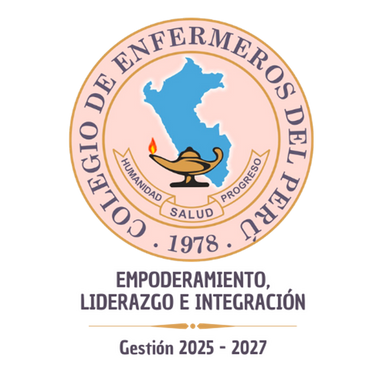 COLEGIO DE ENFERMEROS DEL PERÚ
HUMANIDAD
SALUD
PROGRESO
· 1978 ·
EMPODERAMIENTO,
LIDERAZGO E INTEGRACIÓN
Gestión 2025 - 2027